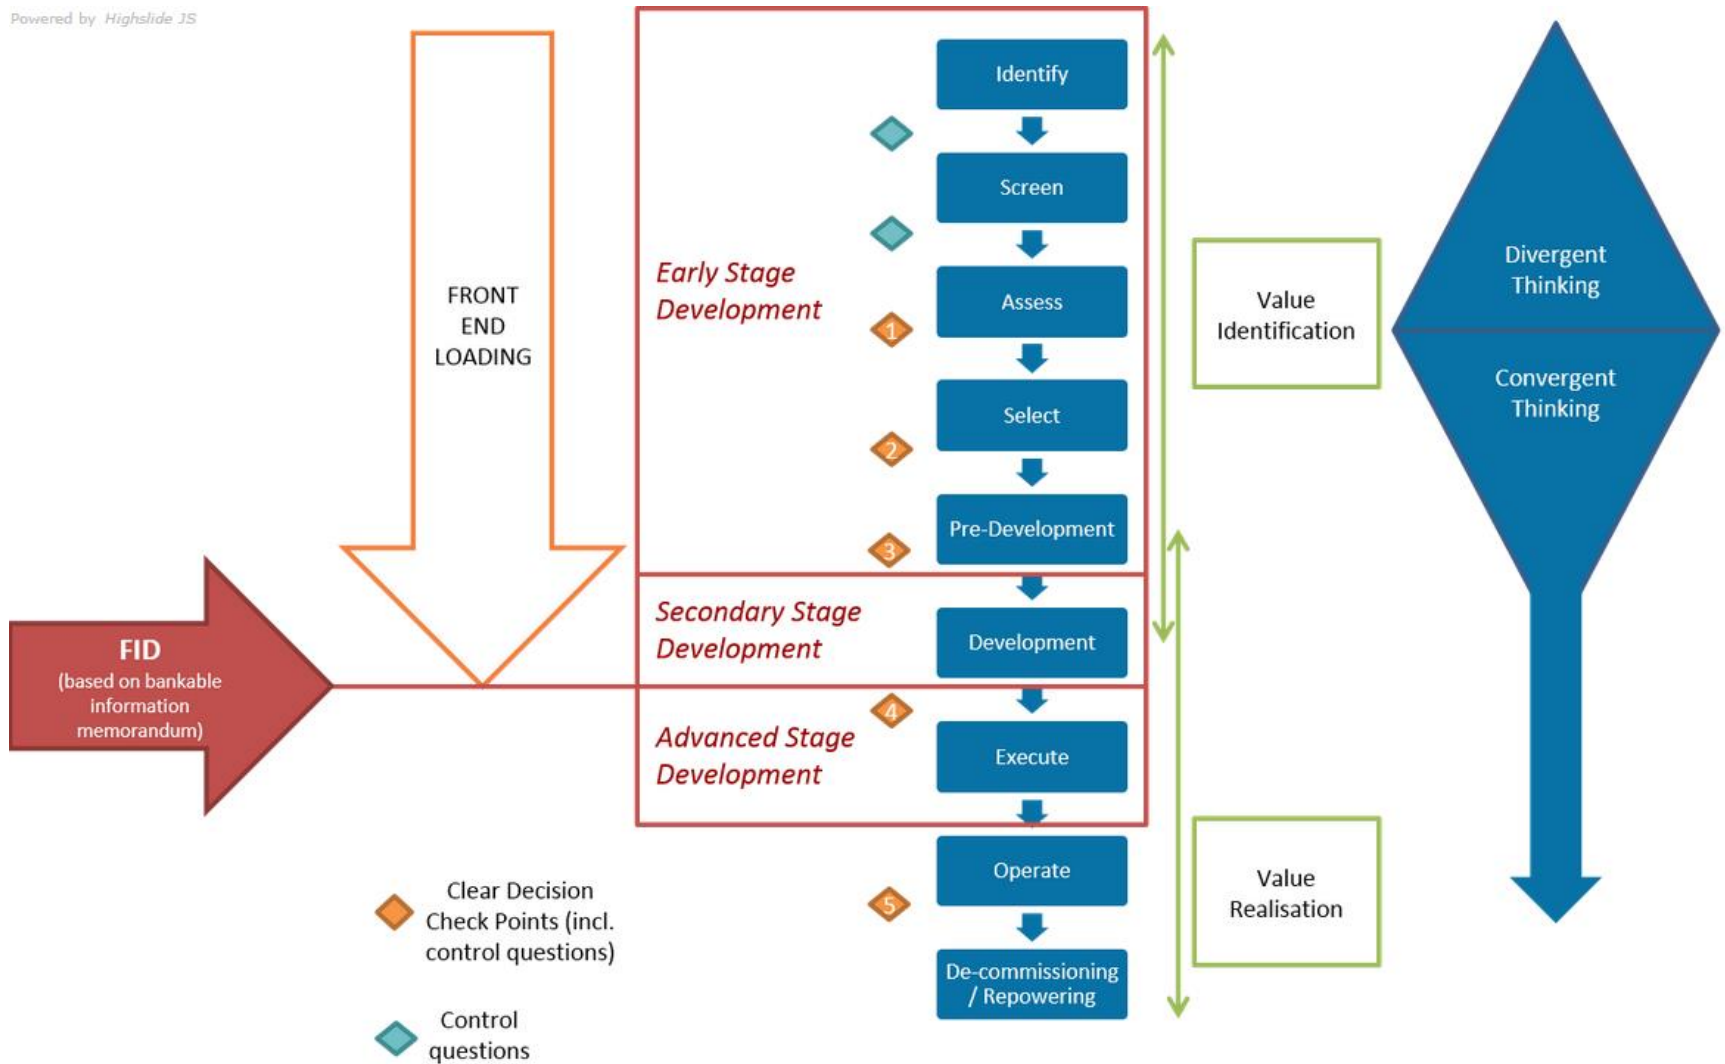 Powered by Highslide JS
Identify
Screen
Early Stage
Development
Assess
FRONT
END
LOADING
1
Select
2
Pre-Development
3
Value
Identification
Divergent
Thinking
Convergent
Thinking
FID
(based on bankable
information
memorandum)
Secondary Stage
Development
Development
4
Advanced Stage
Development
Execute
Operate
5
De-commissioning
/ Repowering
Value
Realisation
Clear Decision
Check Points (incl.
control questions)
Control
questions